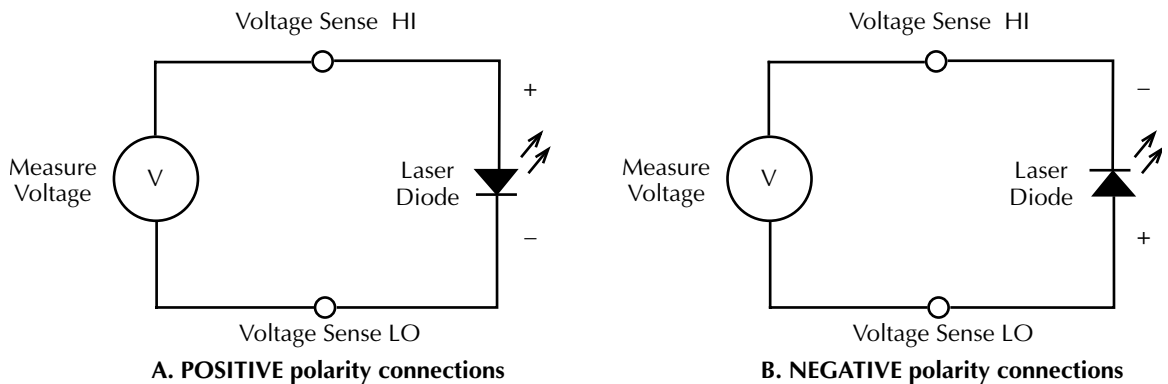 Voltage Sense HI
+
Measure
Voltage
V
Laser
Diode
–
Voltage Sense LO
A. POSITIVE polarity connections
Voltage Sense HI
–
Measure
Voltage
V
Laser
Diode
+
Voltage Sense LO
B. NEGATIVE polarity connections